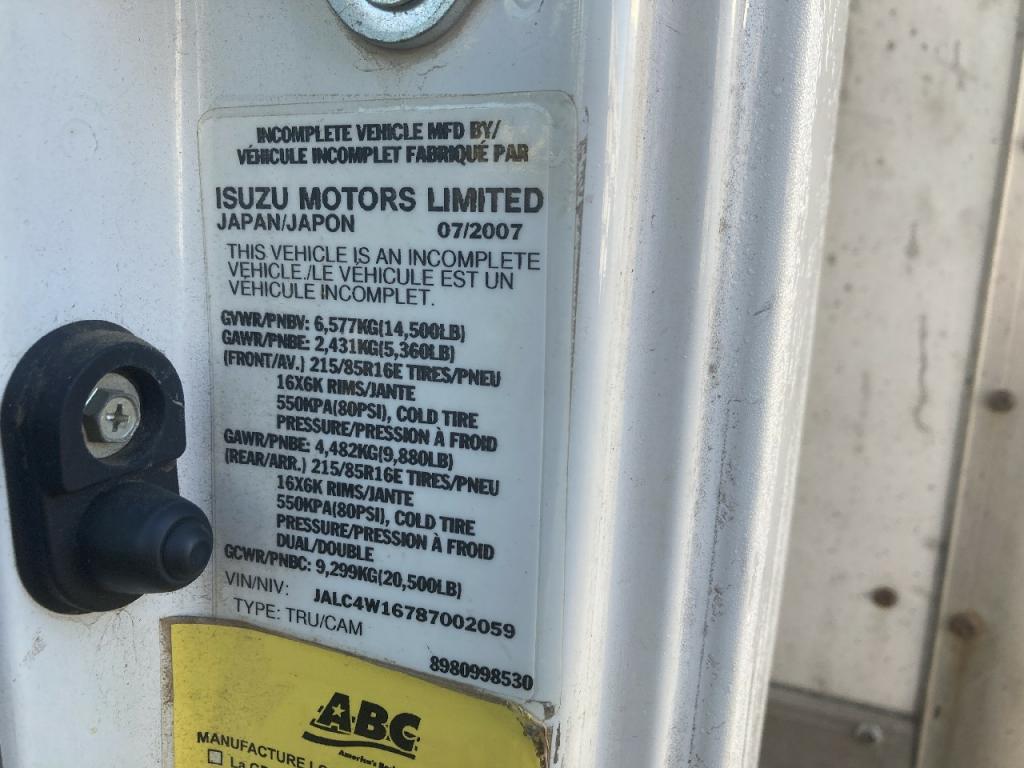 INCOMPLETE VEHICLE MFD BY/
VÉHICULE INCOMPLET FABRIQUÉ PAR
ISUZU MOTORS LIMITED
JAPAN/JAPON 07/2007
THIS VEHICLE IS AN INCOMPLETE
VEHICLE./LE VÉHICULE EST UN
VÉHICULE INCOMPLET.
GVWR/PNBV: 6,577KG(14,500LB)
GAWR/PNBE: 2,431KG(5,360LB)
(FRONT/AV.) 215/85R16E TIRES/PNEU
16X6K RIMS/JANTE
550KPA(80PSI), COLD TIRE
PRESSURE/PRESSION À FROID
GAWR/PNBE: 4,482KG(9,880LB)
(REAR/ARR.) 215/85R16E TIRES/PNEU
16X6K RIMS/JANTE
550KPA(80PSI), COLD TIRE
PRESSURE/PRESSION À FROID
DUAL/DOUBLE
GCWR/PNBC: 9,299KG(20,500LB)
VIN/NIV: JALC4W16787002059
TYPE: TRU/CAM
8980998530
ABC
America's
MANUFACTURE